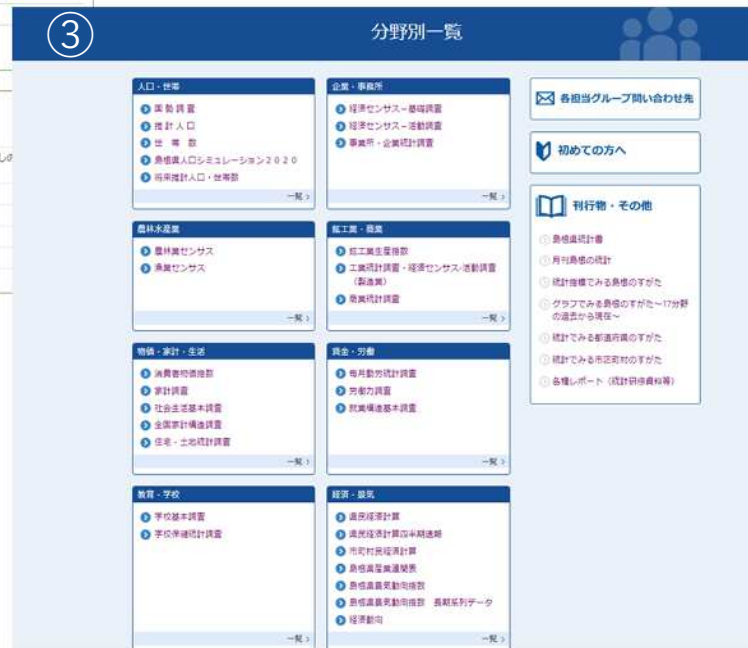 ③
分野別一覧
人口・世帯
国勢調査
推計人口
世 帯 数
島根県人口シミュレーション2020
将来推計人口・世帯数
一覧
企業・事務所
経済センサス－基礎調査
経済センサス－活動調査
事業所・企業統計調査
一覧
農林水産業
農林業センサス
漁業センサス
一覧
鉱工業・商業
鉱工業生産指数
工業統計調査・経済センサス-活動調査
（製造業）
商業統計調査
一覧
物価・家計・生活
消費者物価指数
家計調査
社会生活基本調査
全国家計構造調査
住宅・土地統計調査
一覧
賃金・労働
毎月勤労統計調査
労働力調査
就業構造基本調査
一覧
教育・学校
学校基本調査
学校保健統計調査
一覧
経済・景気
県民経済計算
県民経済計算四半期速報
市町村民経済計算
島根県産業連関表
島根県景気動向指数
島根県景気動向指数 長期系列データ
経済動向
一覧
各担当グループ問い合わせ先
初めての方へ
刊行物・その他
島根県統計書
月刊島根の統計
統計指標でみる島根のすがた
グラフでみる島根のすがた～17分野
の過去から現在～
統計でみる都道府県のすがた
統計でみる市区町村のすがた
各種レポート（統計研修資料等）